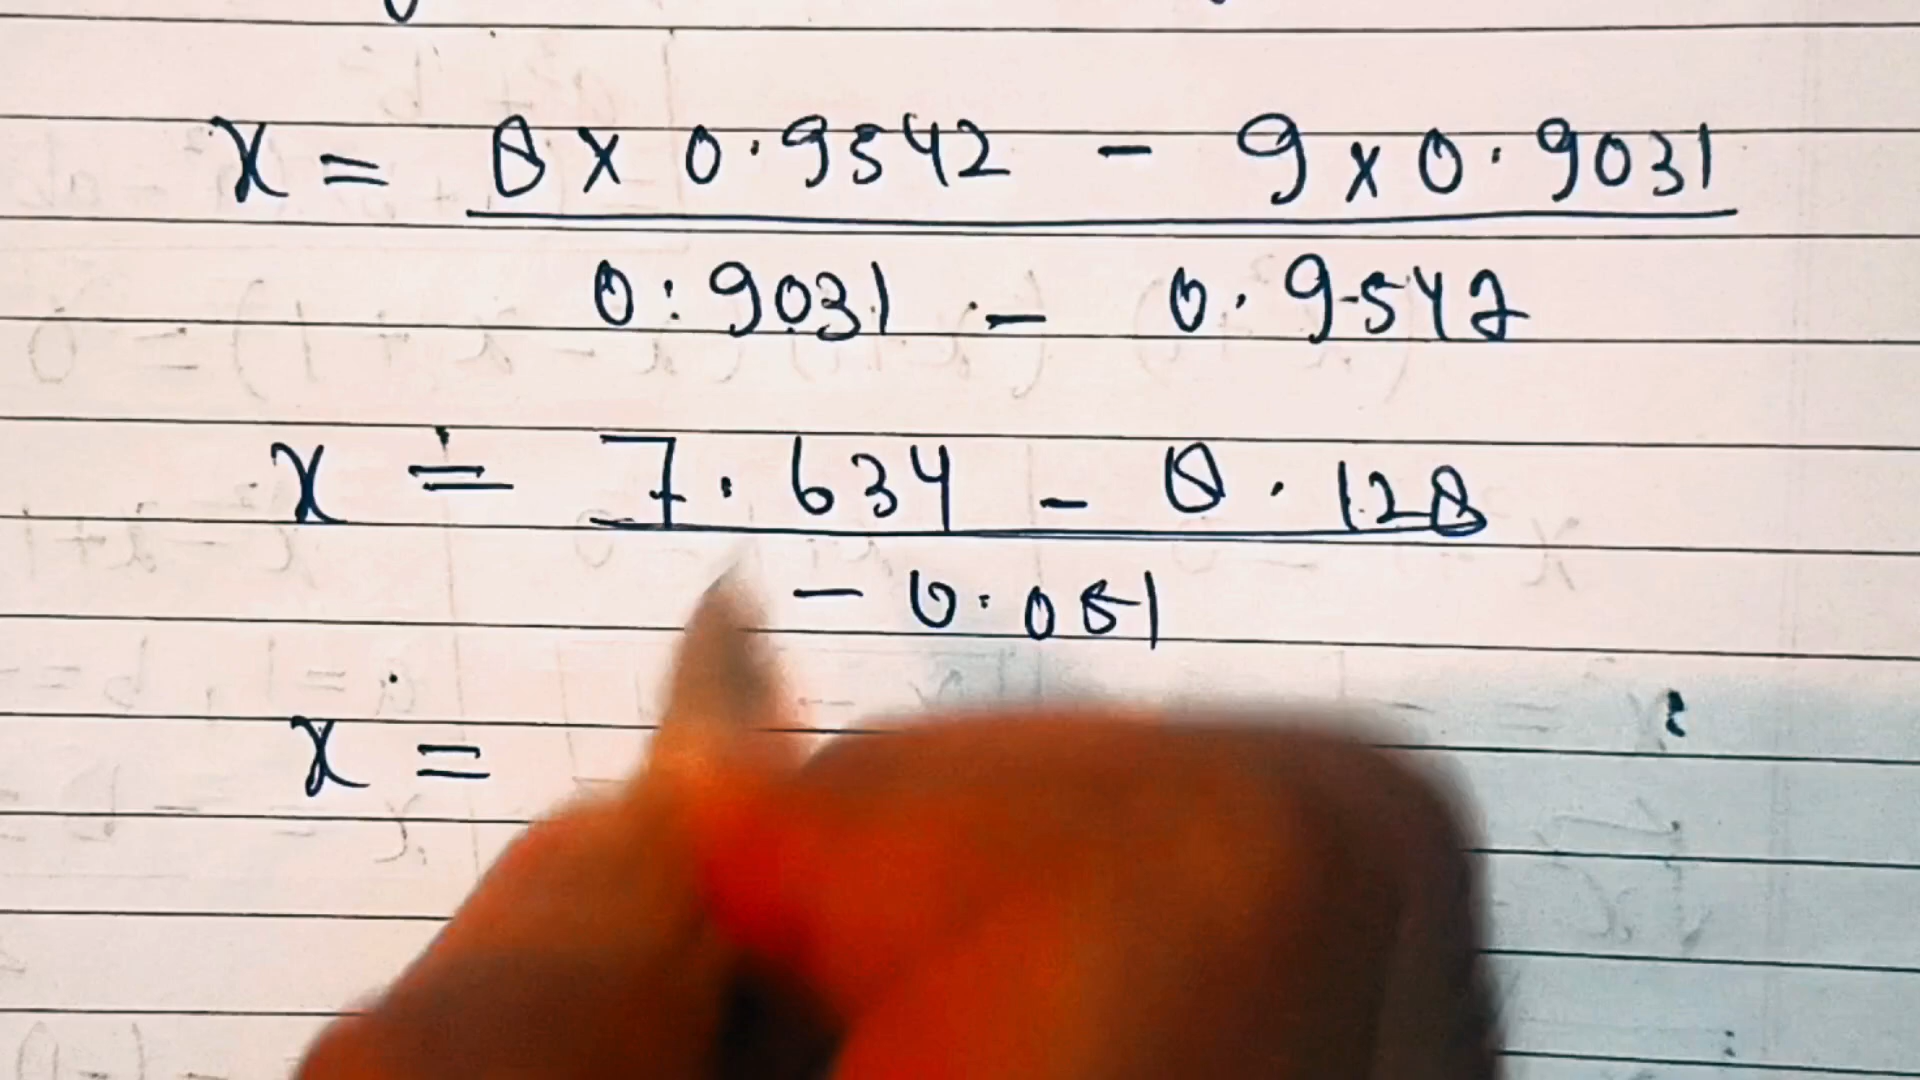 x = 8 x 0.9542 - 9 x 0.9031
0.9031 - 0.9542
x = 7.634 - 8.128
- 0.051
x =